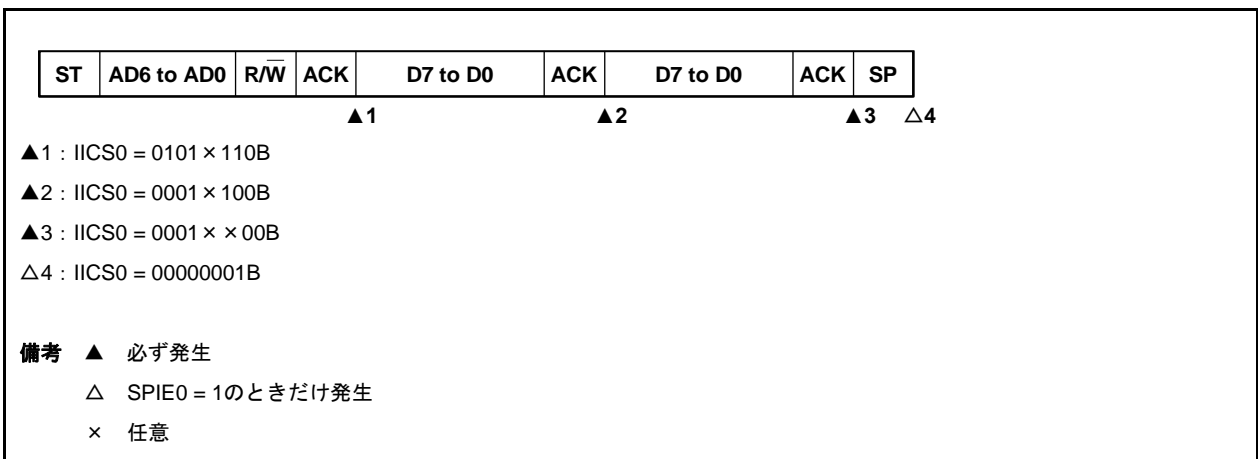 ST AD6 to AD0 R/W̅ ACK D7 to D0 ACK D7 to D0 ACK SP
▲1 ▲2 ▲3 △4
▲1：IICS0 = 0101×110B
▲2：IICS0 = 0001×100B
▲3：IICS0 = 0001××00B
△4：IICS0 = 00000001B
備考 ▲ 必ず発生
△ SPIE0 = 1のときだけ発生
× 任意